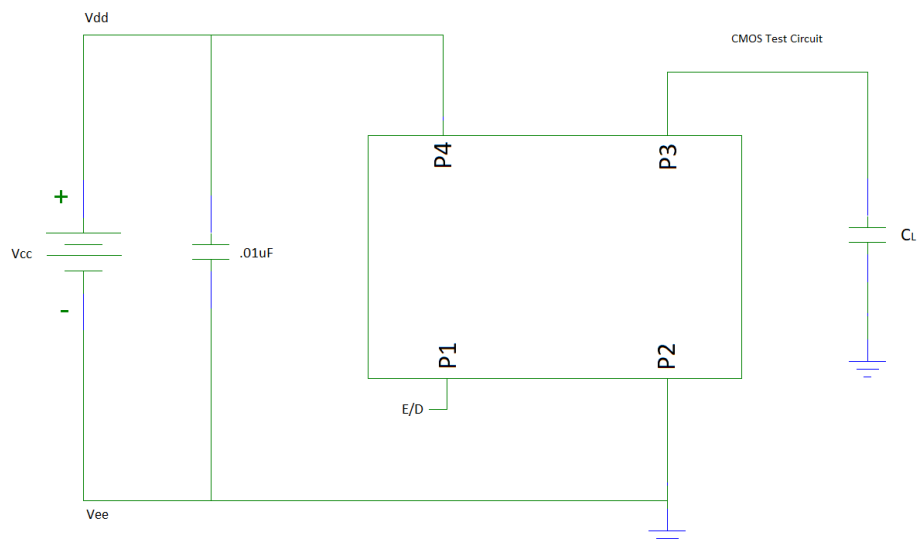 Vdd
CMOS Test Circuit
P4
P3
+
Vcc
.01uF
CL
-
P1
P2
E/D
Vee